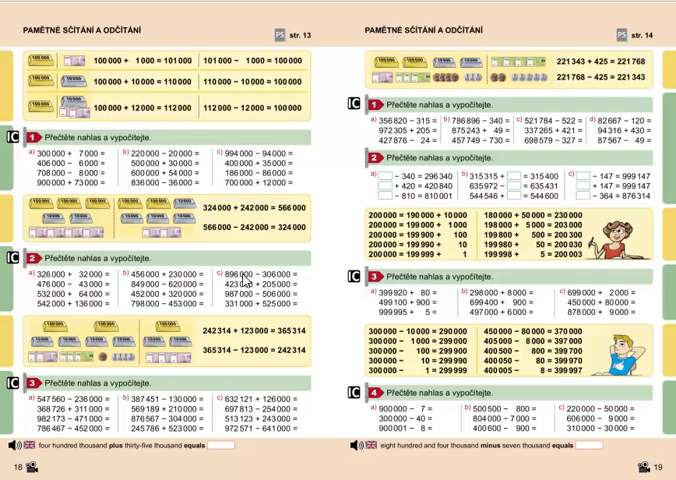 PAMĚTNÉ SČÍTÁNÍ A ODČÍTÁNÍ
PS str. 13
100 000 + 1 000 = 101 000 101 000 − 1 000 = 100 000
100 000 + 10 000 = 110 000 110 000 − 10 000 = 100 000
100 000 + 12 000 = 112 000 112 000 − 12 000 = 100 000
1 Přečtěte nahlas a vypočítejte.
a) 300 000 + 7 000 = b) 220 000 − 20 000 = c) 994 000 − 94 000 =
406 000 − 6 000 = 500 000 + 30 000 = 400 000 + 35 000 =
708 000 − 8 000 = 600 000 + 54 000 = 186 000 − 86 000 =
900 000 + 73 000 = 836 000 − 36 000 = 700 000 + 12 000 =
324 000 + 242 000 = 566 000
566 000 − 242 000 = 324 000
2 Přečtěte nahlas a vypočítejte.
a) 326 000 + 32 000 = b) 456 000 + 230 000 = c) 896 000 − 306 000 =
476 000 − 43 000 = 849 000 − 620 000 = 423 000 + 205 000 =
532 000 + 64 000 = 452 000 + 320 000 = 987 000 − 506 000 =
542 000 + 136 000 = 798 000 − 453 000 = 331 000 + 525 000 =
242 314 + 123 000 = 365 314
365 314 − 123 000 = 242 314
3 Přečtěte nahlas a vypočítejte.
a) 547 560 − 236 000 = b) 387 451 − 130 000 = c) 632 121 + 126 000 =
368 726 + 311 000 = 569 189 + 210 000 = 697 813 − 254 000 =
982 173 − 471 000 = 876 567 − 304 000 = 513 123 + 243 000 =
786 467 − 452 000 = 245 786 + 523 000 = 972 571 − 641 000 =
four hundred thousand plus thirty-five thousand equals
18
PAMĚTNÉ SČÍTÁNÍ A ODČÍTÁNÍ
PS str. 14
221 343 + 425 = 221 768
221 768 − 425 = 221 343
1 Přečtěte nahlas a vypočítejte.
a) 356 820 − 315 = b) 786 896 − 340 = c) 521 784 − 522 = d) 82 667 − 120 =
972 305 + 205 = 875 243 + 49 = 337 265 + 421 = 94 316 + 430 =
427 876 − 24 = 457 749 − 730 = 698 579 − 327 = 87 567 − 49 =
2 Přečtěte nahlas a vypočítejte.
a) − 340 = 296 340 b) 315 315 + = 315 400 c) − 147 = 999 147
+ 420 = 420 840 635 972 − = 635 431 + 147 = 999 147
− 810 = 810 001 544 546 + = 544 600 − 364 = 876 314
200 000 = 190 000 + 10 000 180 000 + 50 000 = 230 000
200 000 = 199 000 + 1 000 198 000 + 5 000 = 203 000
200 000 = 199 900 + 100 199 800 + 500 = 200 300
200 000 = 199 990 + 10 199 980 + 50 = 200 030
200 000 = 199 999 + 1 199 998 + 5 = 200 003
3 Přečtěte nahlas a vypočítejte.
a) 399 920 + 80 = b) 298 000 + 8 000 = c) 699 000 + 2 000 =
499 100 + 900 = 699 400 + 900 = 450 000 + 80 000 =
999 995 + 5 = 497 000 + 6 000 = 878 000 + 9 000 =
300 000 − 10 000 = 290 000 450 000 − 80 000 = 370 000
300 000 − 1 000 = 299 000 405 000 − 8 000 = 397 000
300 000 − 100 = 299 900 400 500 − 800 = 399 700
300 000 − 10 = 299 990 400 050 − 80 = 399 970
300 000 − 1 = 299 999 400 005 − 8 = 399 997
4 Přečtěte nahlas a vypočítejte.
a) 900 000 − 7 = b) 500 500 − 800 = c) 220 000 − 50 000 =
300 000 − 40 = 804 000 − 7 000 = 606 000 − 9 000 =
900 001 − 8 = 400 600 − 900 = 310 000 − 30 000 =
eight hundred and four thousand minus seven thousand equals
19